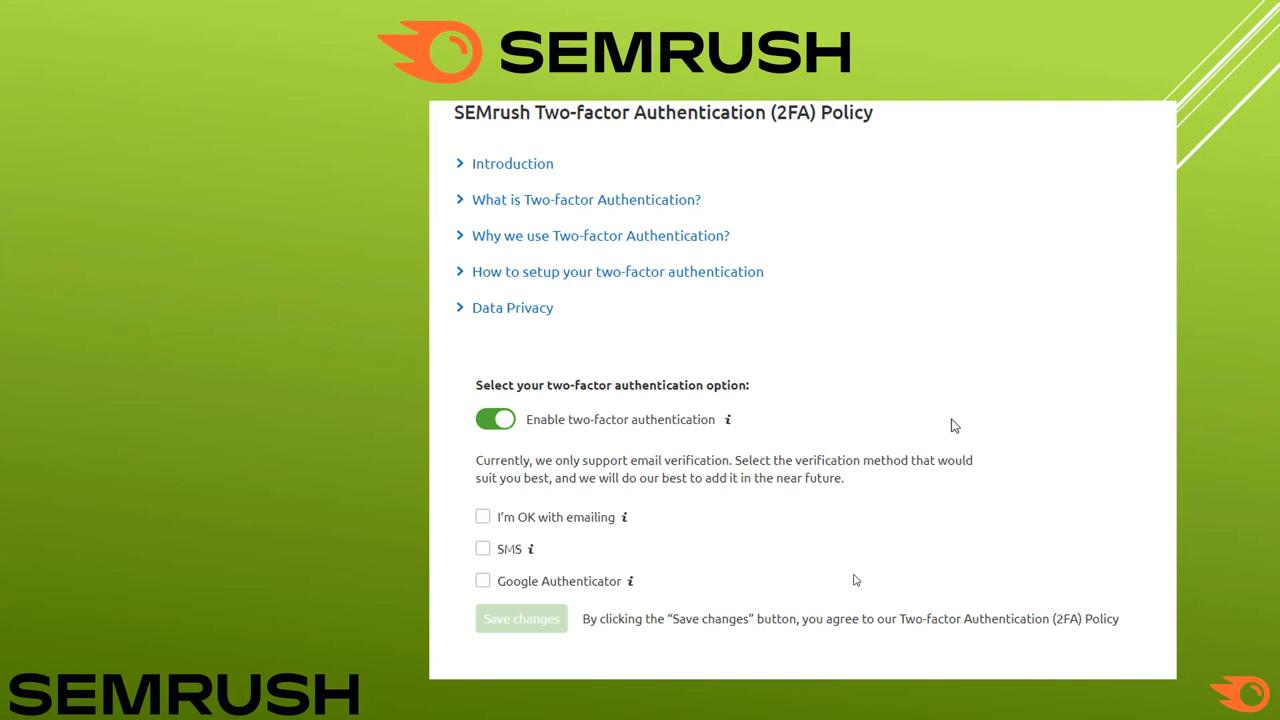 SEMRUSH
SEMrush Two-factor Authentication (2FA) Policy
Introduction
What is Two-factor Authentication?
Why we use Two-factor Authentication?
How to setup your two-factor authentication
Data Privacy
Select your two-factor authentication option:
Enable two-factor authentication i
Currently, we only support email verification. Select the verification method that would
suit you best, and we will do our best to add it in the near future.
I'm OK with emailing i
SMS i
Google Authenticator i
Save changes By clicking the “Save changes” button, you agree to our Two-factor Authentication (2FA) Policy
SEMRUSH